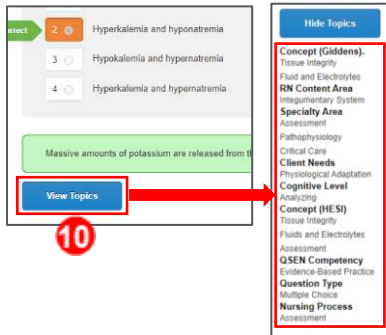 rrect
2 Hyperkalemia and hyponatremia
3 Hypokalemia and hypernatremia
4 Hyperkalemia and hypernatremia
Massive amounts of potassium are released from th
View Topics
10
Hide Topics
Concept (Giddens).
Tissue Integrity
Fluid and Electrolytes
RN Content Area
Integumentary System
Specialty Area
Assessment
Pathophysiology
Critical Care
Client Needs
Physiological Adaptation
Cognitive Level
Analyzing
Concept (HESI)
Tissue Integrity
Fluids and Electrolytes
Assessment
QSEN Competency
Evidence-Based Practice
Question Type
Multiple Choice
Nursing Process
Assessment